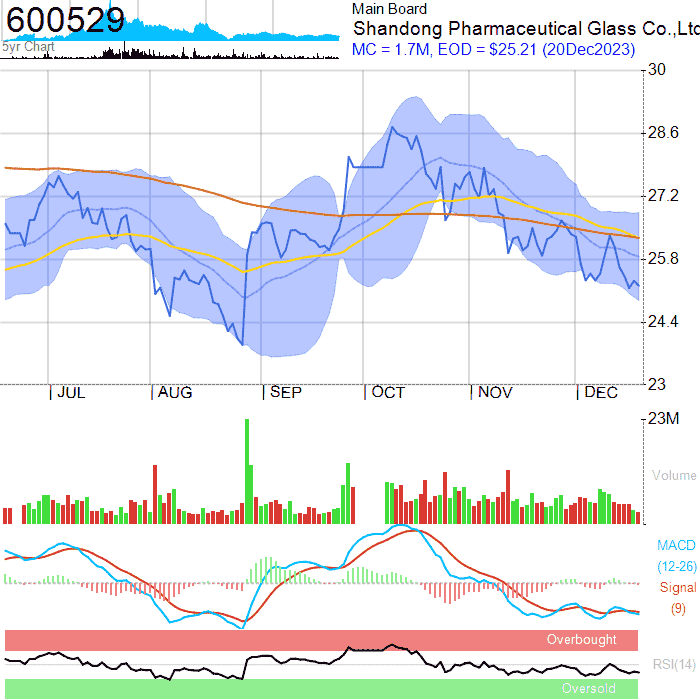 600529
Main Board
Shandong Pharmaceutical Glass Co.,Ltd
5yr Chart
MC = 1.7M, EOD = $25.21 (20Dec2023)
30
28.6
27.2
25.8
24.4
23
JUL
AUG
SEP
OCT
NOV
DEC
23M
Volume
MACD
(12-26)
Signal
(9)
Overbought
RSI(14)
Oversold